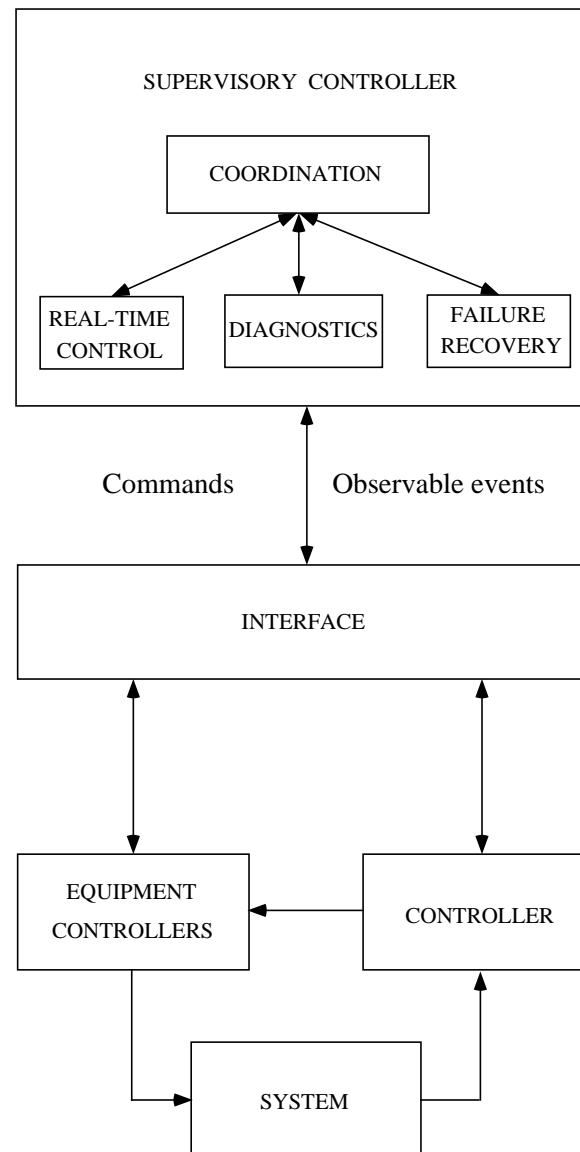 SUPERVISORY CONTROLLER
COORDINATION
REAL-TIME
CONTROL
DIAGNOSTICS
FAILURE
RECOVERY
Commands
Observable events
INTERFACE
EQUIPMENT
CONTROLLERS
CONTROLLER
SYSTEM